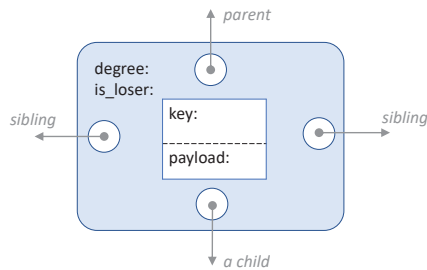 parent
degree:
is_loser:
sibling
key:
sibling
payload:
a child